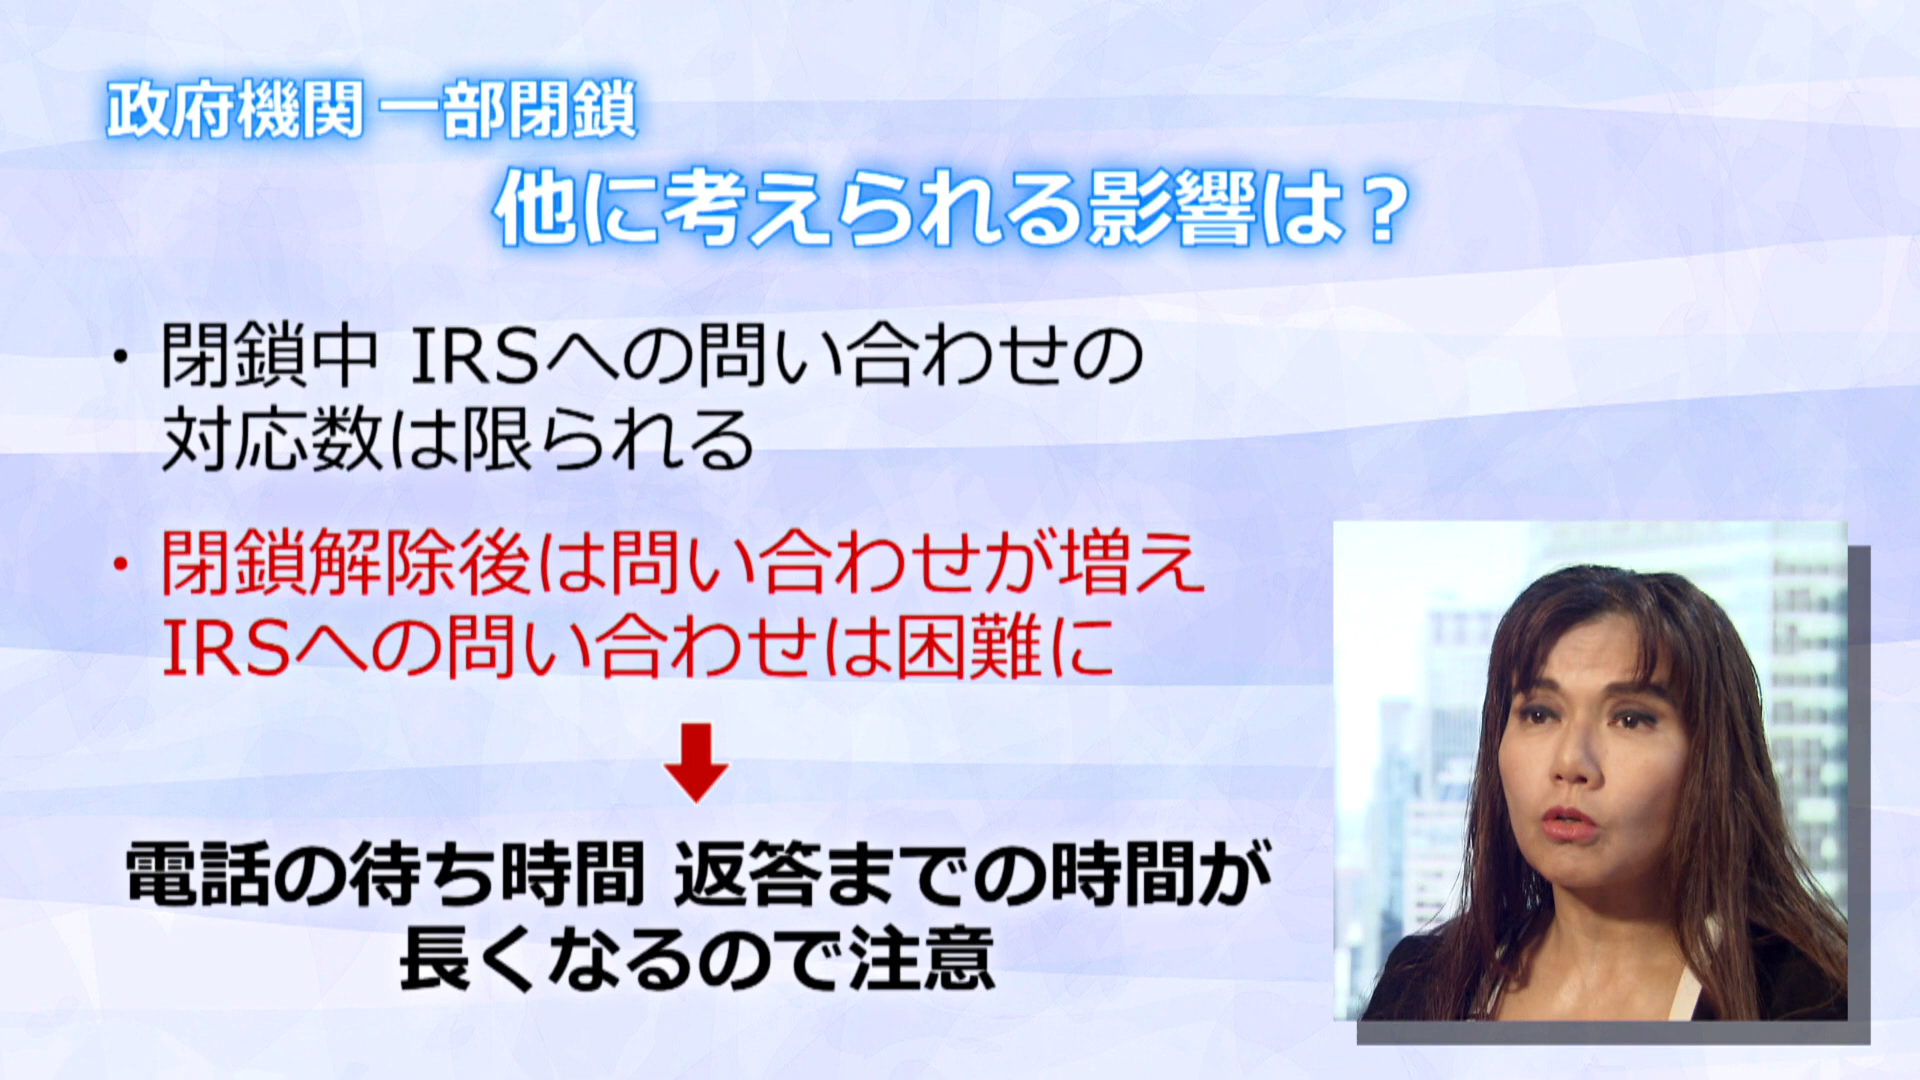 政府機関 一部閉鎖
他に考えられる影響は？
・閉鎖中 IRSへの問い合わせの
対応数は限られる
・閉鎖解除後は問い合わせが増え
IRSへの問い合わせは困難に
電話の待ち時間 返答までの時間が
長くなるので注意